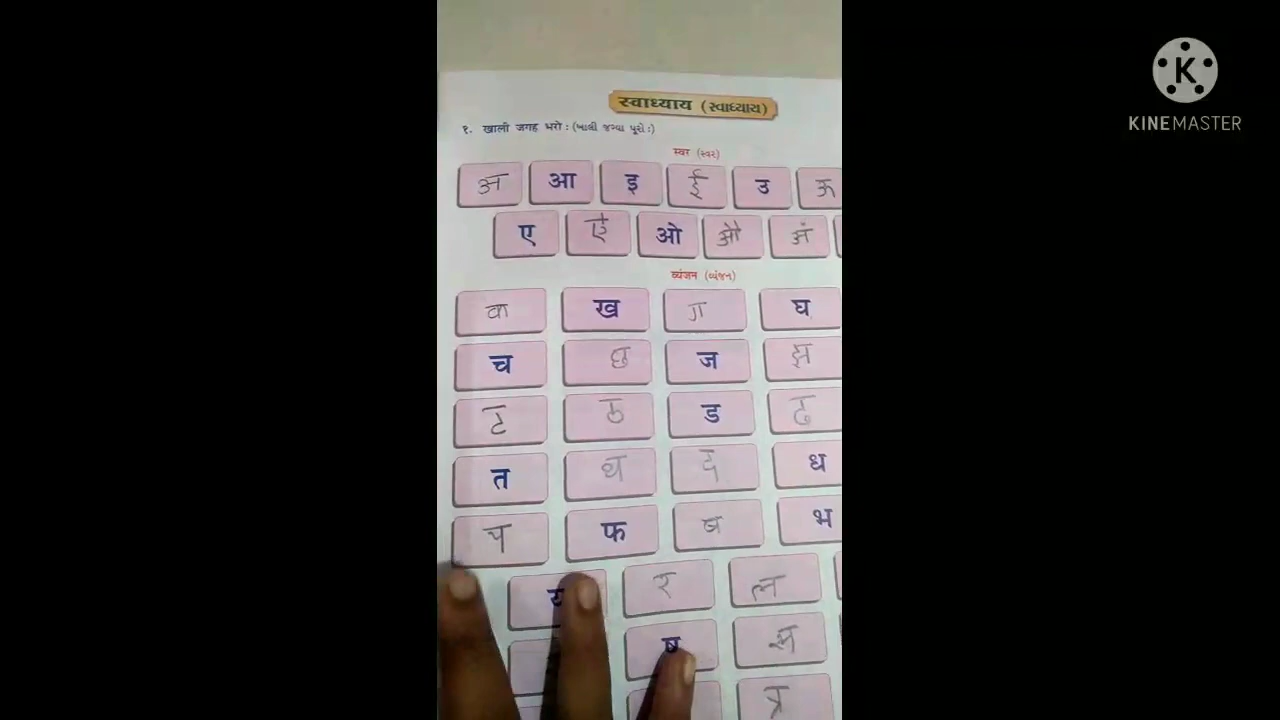 स्वाध्याय (સ્વાધ્યાય)
१. खाली जगह भरो : (ખાલી જગ્યા પૂરો :)
स्वर (સ્વર)
अ आ इ ई उ ऊ
ए ऐ ओ औ अं
व्यंजन (વ્યંજન)
क ख ग घ
च छ ज झ
ट ठ ड ढ
त थ द ध
प फ ब भ
य र ल
ष स
त्र
K
KINEMASTER